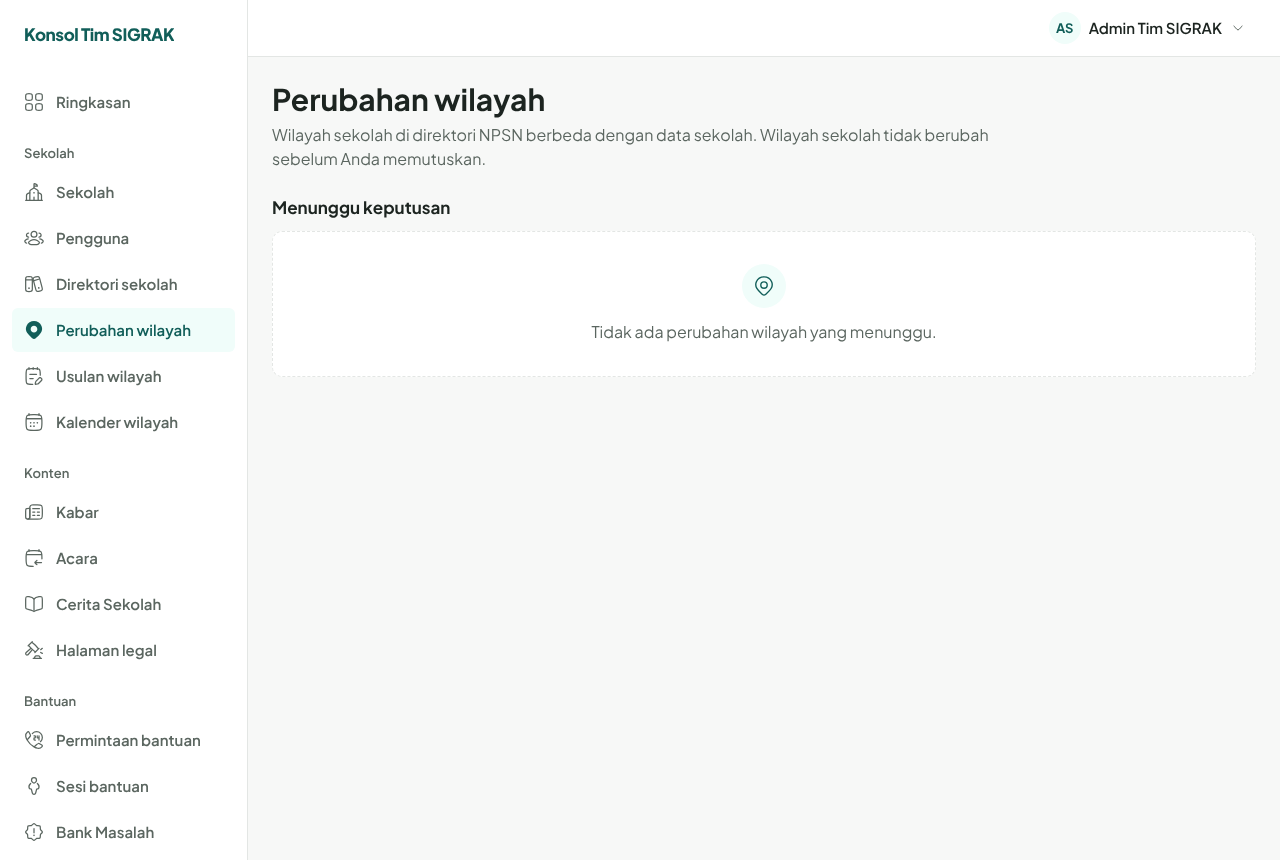 Konsol Tim SIGRAK
AS
Admin Tim SIGRAK
Ringkasan
Sekolah
Sekolah
Pengguna
Direktori sekolah
Perubahan wilayah
Usulan wilayah
Kalender wilayah
Konten
Kabar
Acara
Cerita Sekolah
Halaman legal
Bantuan
Permintaan bantuan
Sesi bantuan
Bank Masalah
Perubahan wilayah
Wilayah sekolah di direktori NPSN berbeda dengan data sekolah. Wilayah sekolah tidak berubah
sebelum Anda memutuskan.
Menunggu keputusan
Tidak ada perubahan wilayah yang menunggu.